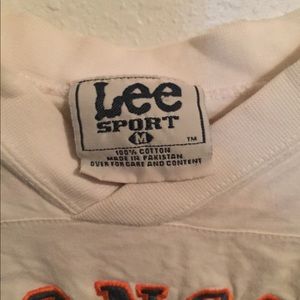 Lee
SPORT
M
TM
100% COTTON
MADE IN PAKISTAN
OVER FOR CARE AND CONTENT